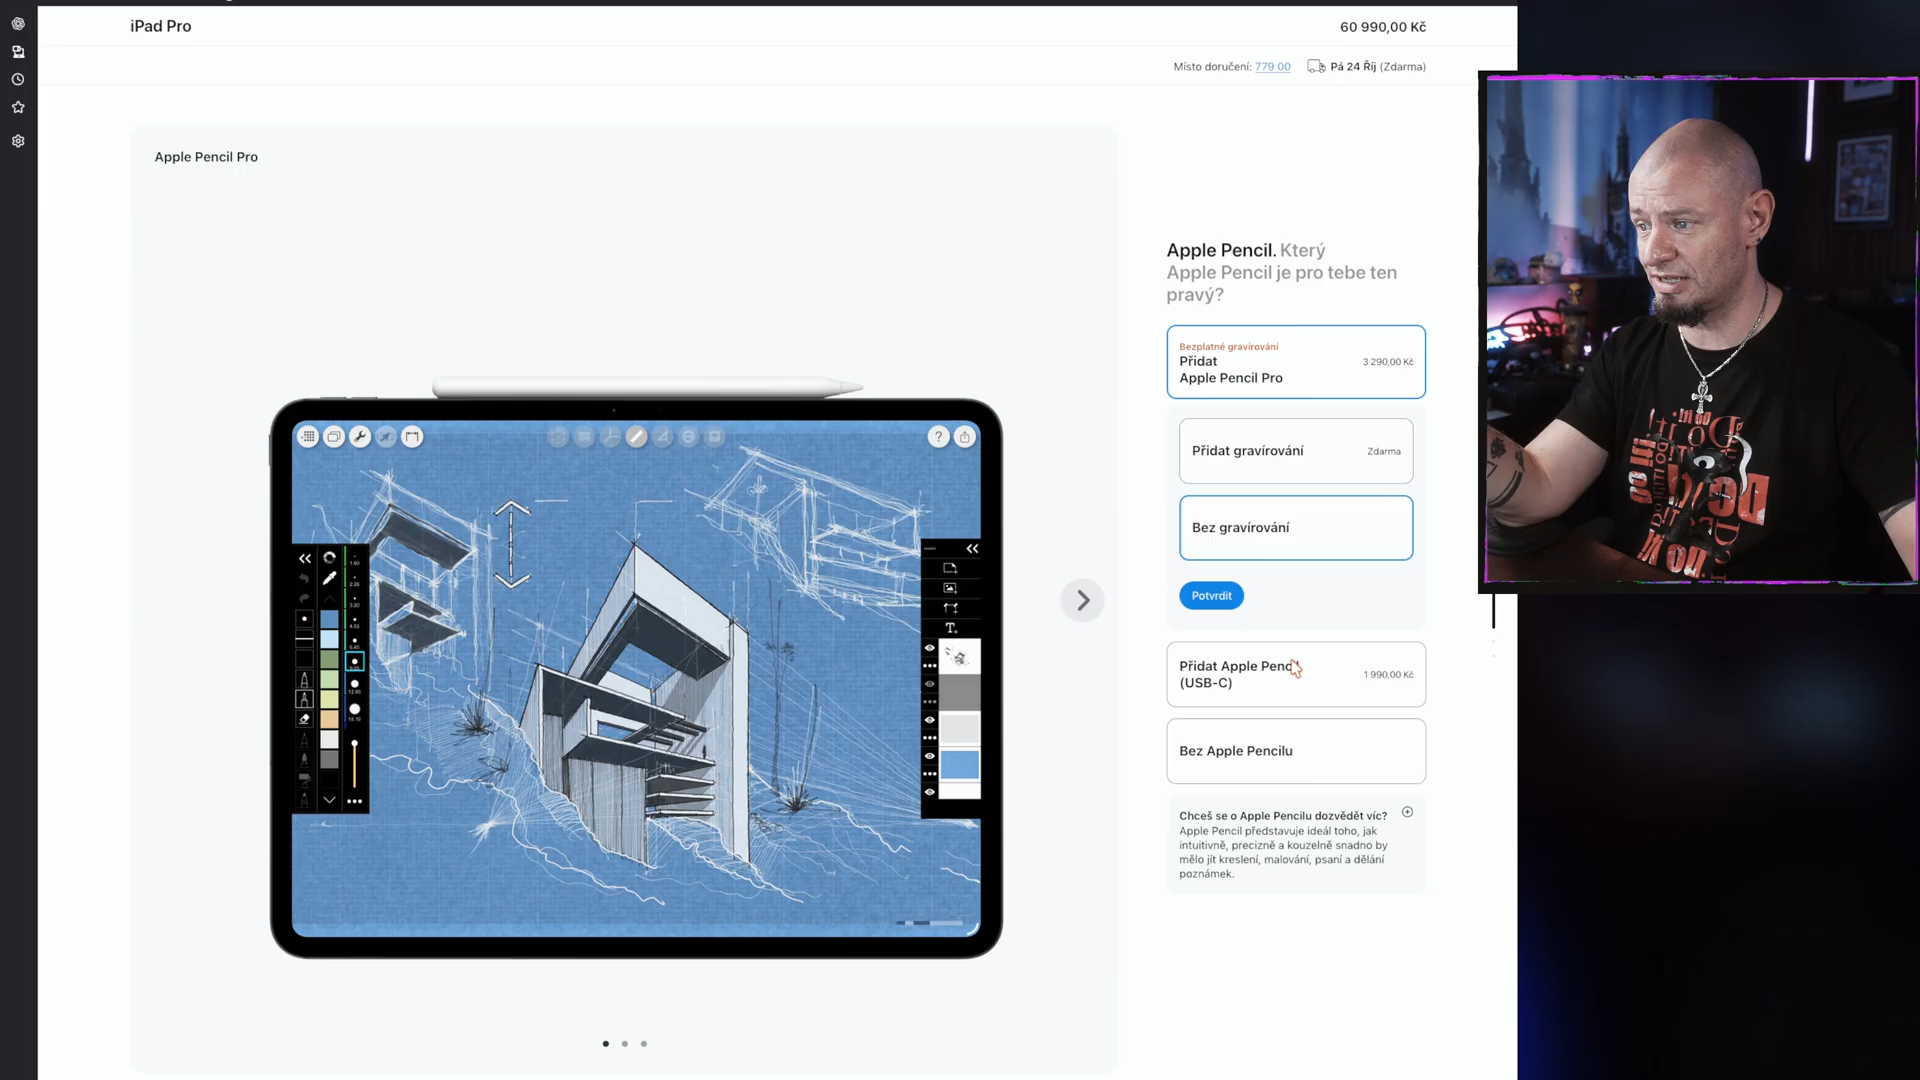 iPad Pro
60 990,00 Kč
Místo doručení: 779 00
Pá 24 Říj (Zdarma)
Apple Pencil Pro
Apple Pencil. Který
Apple Pencil je pro tebe ten
pravý?
Bezplatné gravírování
Přidat
Apple Pencil Pro
3 290,00 Kč
Přidat gravírování
Zdarma
Bez gravírování
Potvrdit
Přidat Apple Pencil
(USB-C)
1 990,00 Kč
Bez Apple Pencilu
Chceš se o Apple Pencilu dozvědět víc?
Apple Pencil představuje ideál toho, jak
intuitivně, precizně a kouzelně snadno by
mělo jít kreslení, malování, psaní a dělání
poznámek.